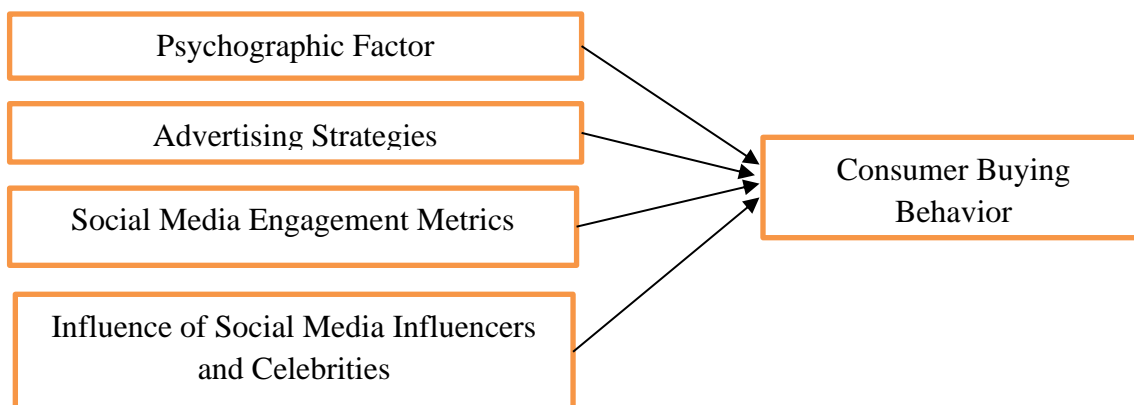 Psychographic Factor
Advertising Strategies
Social Media Engagement Metrics
Influence of Social Media Influencers
and Celebrities
Consumer Buying
Behavior